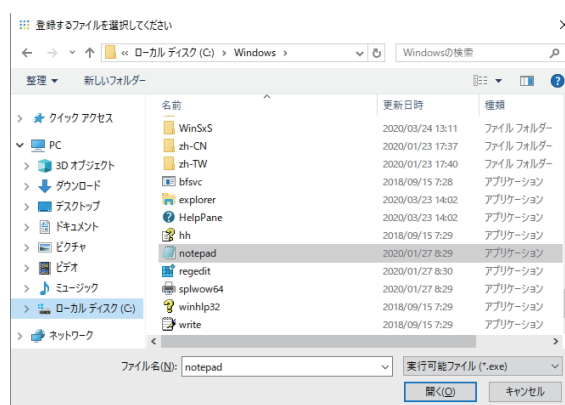 登録するファイルを選択してください
« ローカル ディスク (C:) › Windows ›
Windowsの検索
整理 ▼ 新しいフォルダー
名前 更新日時 種類
クイック アクセス
PC
3D オブジェクト
ダウンロード
デスクトップ
ドキュメント
ピクチャ
ビデオ
ミュージック
ローカル ディスク (C:)
ネットワーク
WinSxS 2020/03/24 13:11 ファイル フォルダー
zh-CN 2020/01/23 17:37 ファイル フォルダー
zh-TW 2020/01/23 17:40 ファイル フォルダー
bfsvc 2018/09/15 7:28 アプリケーション
explorer 2020/03/23 14:02 アプリケーション
HelpPane 2020/03/23 14:02 アプリケーション
hh 2018/09/15 7:29 アプリケーション
notepad 2020/01/27 8:29 アプリケーション
regedit 2020/01/27 8:30 アプリケーション
splwow64 2020/01/27 8:29 アプリケーション
winhlp32 2018/09/15 7:29 アプリケーション
write 2018/09/15 7:29 アプリケーション
ファイル名(N): notepad 実行可能ファイル (*.exe)
開く(O) キャンセル